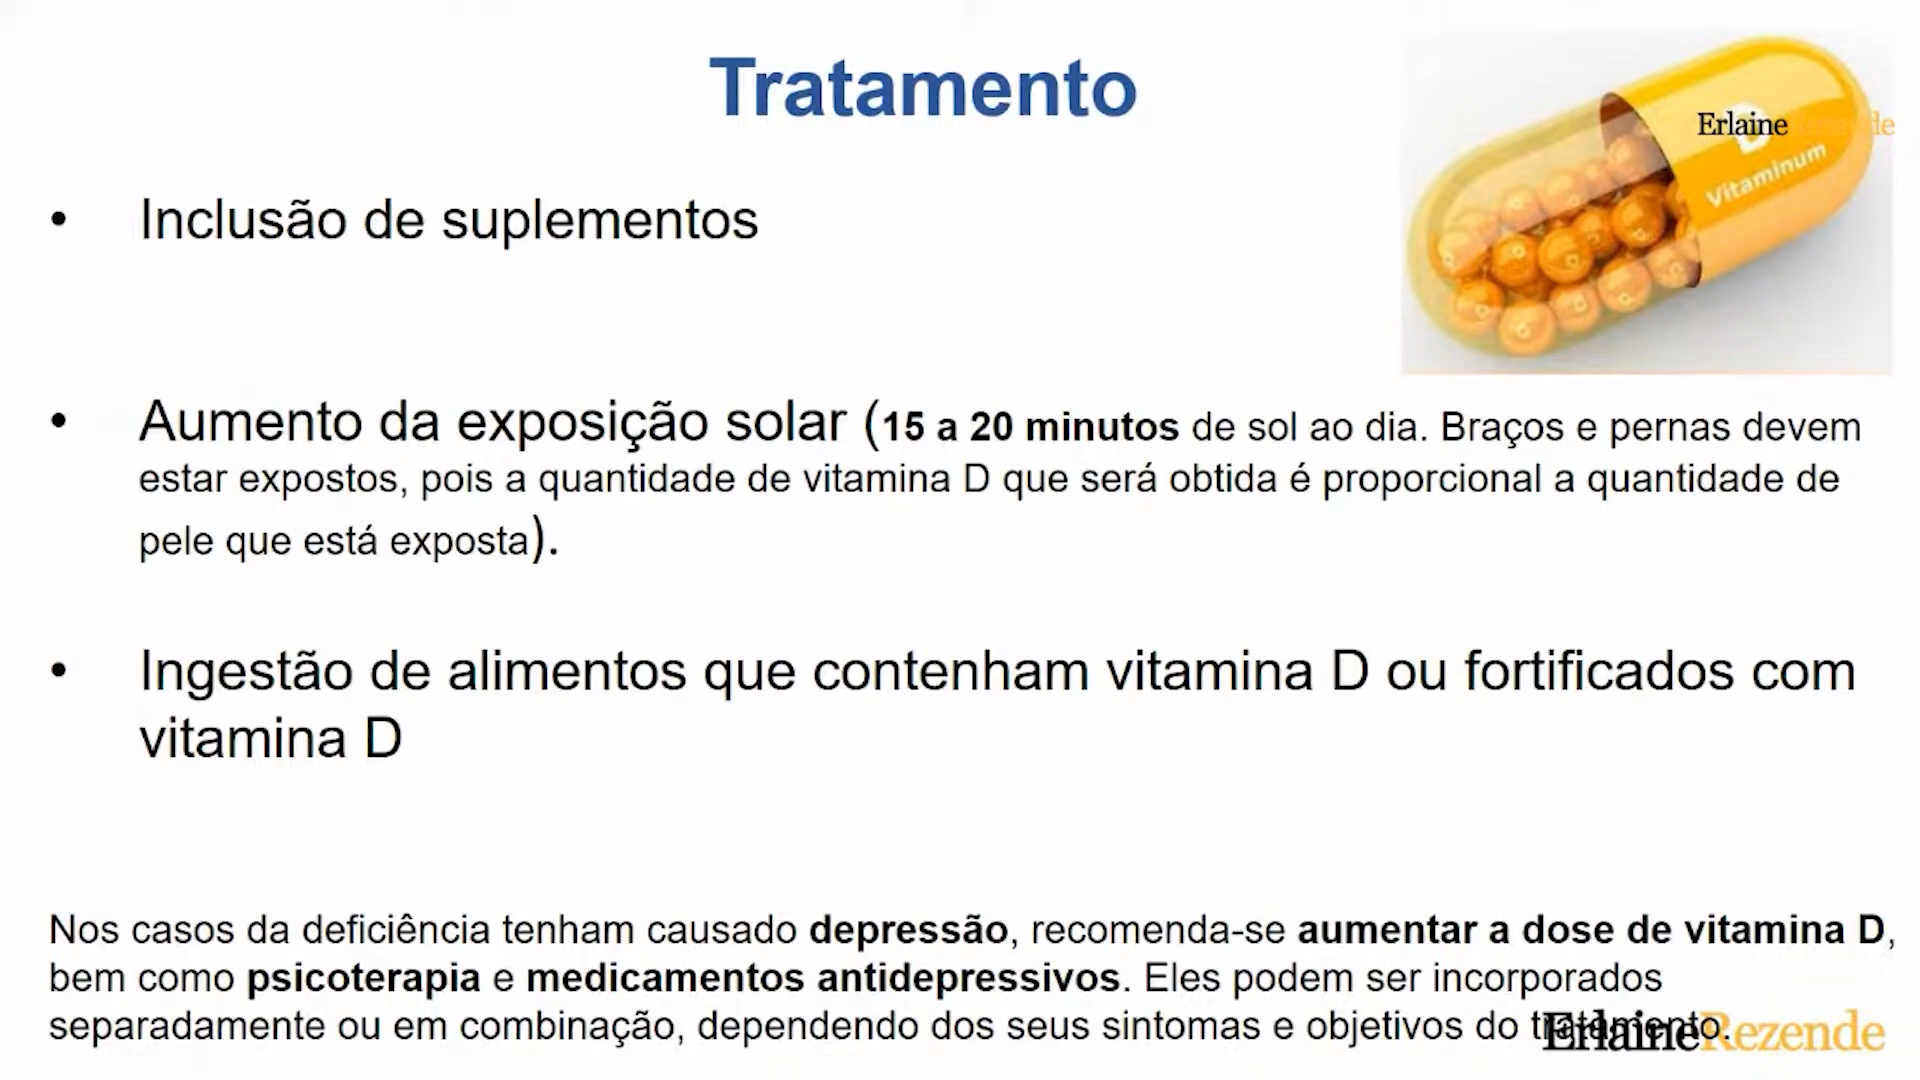 Tratamento
Erlaine Rezende
D
Vitaminum
• Inclusão de suplementos
• Aumento da exposição solar (15 a 20 minutos de sol ao dia. Braços e pernas devem
estar expostos, pois a quantidade de vitamina D que será obtida é proporcional a quantidade de
pele que está exposta).
• Ingestão de alimentos que contenham vitamina D ou fortificados com
vitamina D
Nos casos da deficiência tenham causado depressão, recomenda-se aumentar a dose de vitamina D,
bem como psicoterapia e medicamentos antidepressivos. Eles podem ser incorporados
separadamente ou em combinação, dependendo dos seus sintomas e objetivos do tratamento.
ErlaineRezende